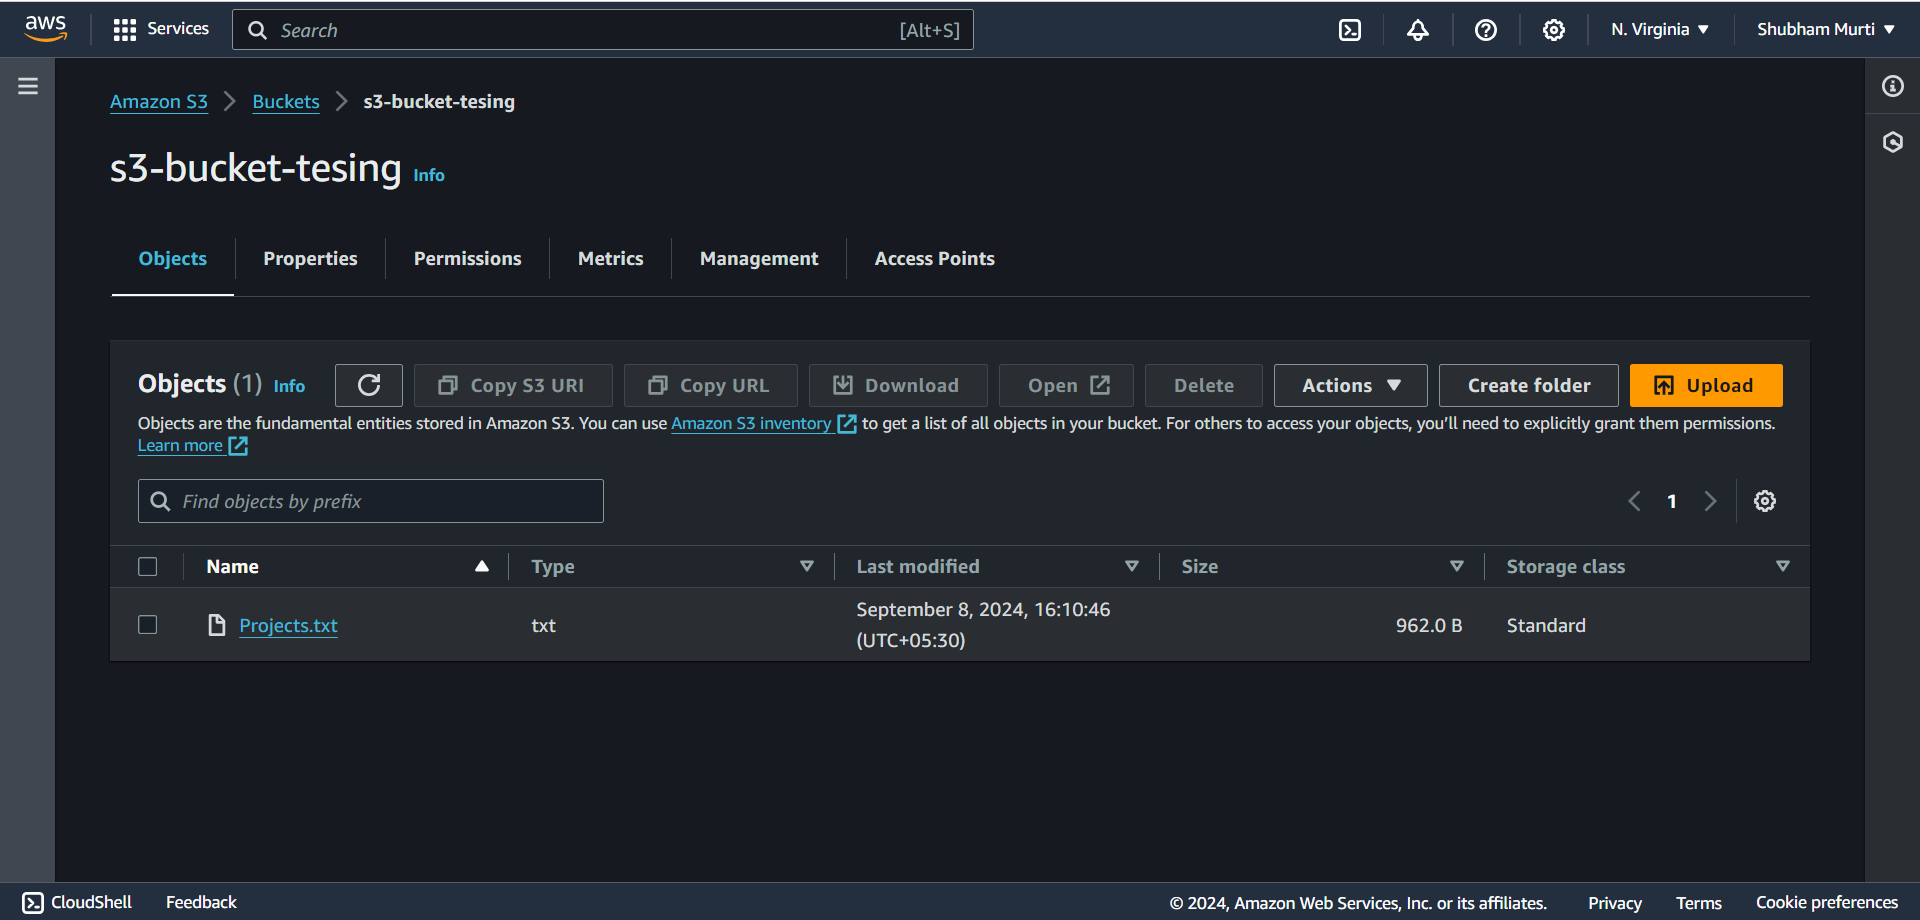 aws Services Search [Alt+S] N. Virginia Shubham Murti
Amazon S3 Buckets s3-bucket-tesing
s3-bucket-tesing Info
Objects Properties Permissions Metrics Management Access Points
Objects (1) Info Copy S3 URI Copy URL Download Open Delete Actions Create folder Upload
Objects are the fundamental entities stored in Amazon S3. You can use Amazon S3 inventory to get a list of all objects in your bucket. For others to access your objects, you’ll need to explicitly grant them permissions.
Learn more
Find objects by prefix 1
Name Type Last modified Size Storage class
Projects.txt txt September 8, 2024, 16:10:46 962.0 B Standard
(UTC+05:30)
CloudShell Feedback © 2024, Amazon Web Services, Inc. or its affiliates. Privacy Terms Cookie preferences